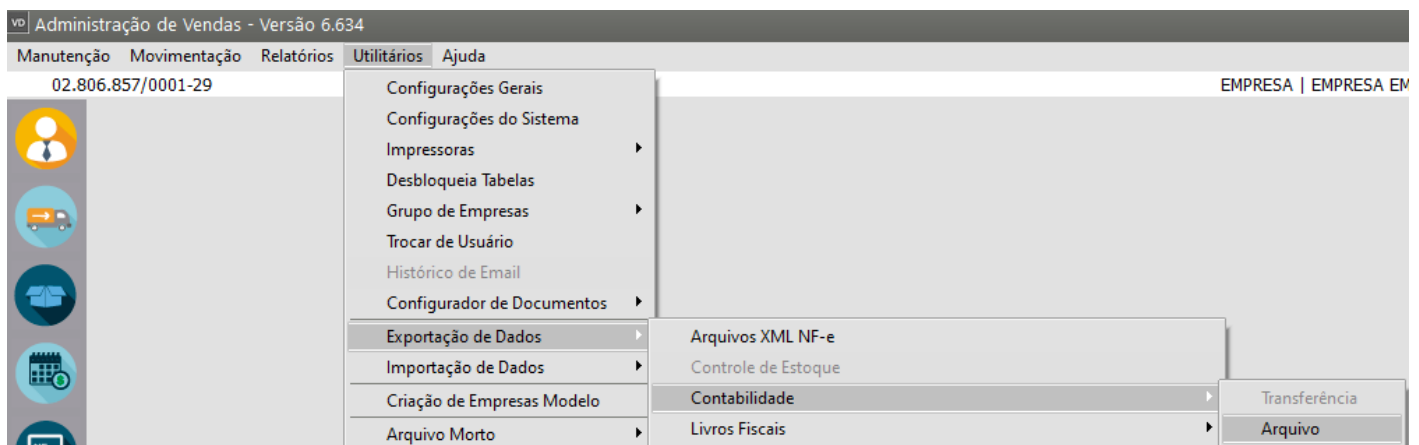 VD Administração de Vendas - Versão 6.634
Manutenção Movimentação Relatórios Utilitários Ajuda
02.806.857/0001-29 EMPRESA | EMPRESA EM
Configurações Gerais
Configurações do Sistema
Impressoras
Desbloqueia Tabelas
Grupo de Empresas
Trocar de Usuário
Histórico de Email
Configurador de Documentos
Exportação de Dados Arquivos XML NF-e
Importação de Dados Controle de Estoque
Criação de Empresas Modelo Contabilidade Transferência
Arquivo Morto Livros Fiscais Arquivo